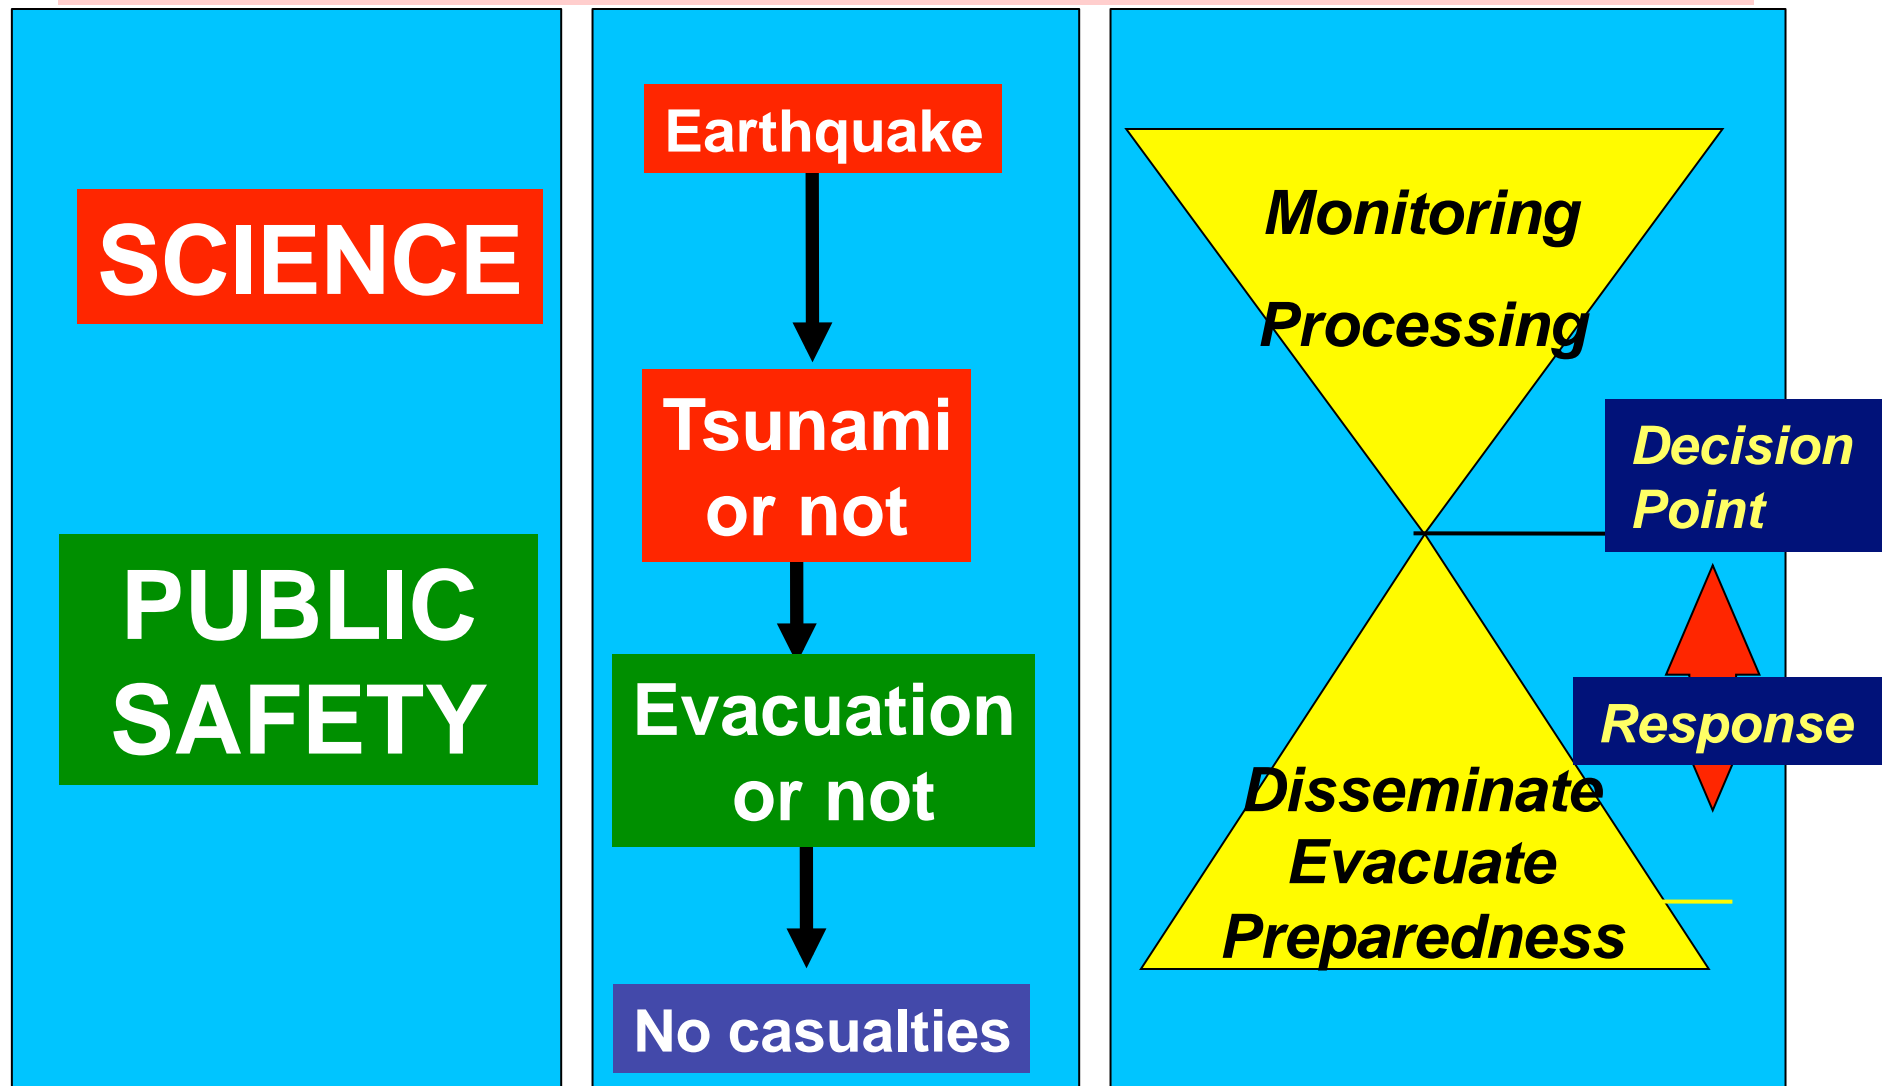 SCIENCE
PUBLIC
SAFETY
Earthquake
Tsunami
or not
Evacuation
or not
No casualties
Monitoring
Processing
Decision
Point
Response
Disseminate
Evacuate
Preparedness